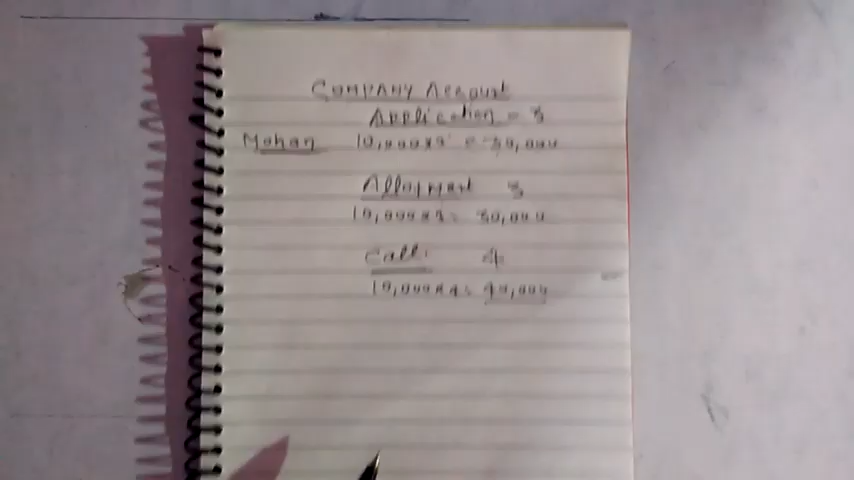 COMPANY Account
Application = 3
Mohan 10,000×3 = 30,000
Allotment 3
10,000×3= 30,000
Call: 4
10,000×4= 40,000